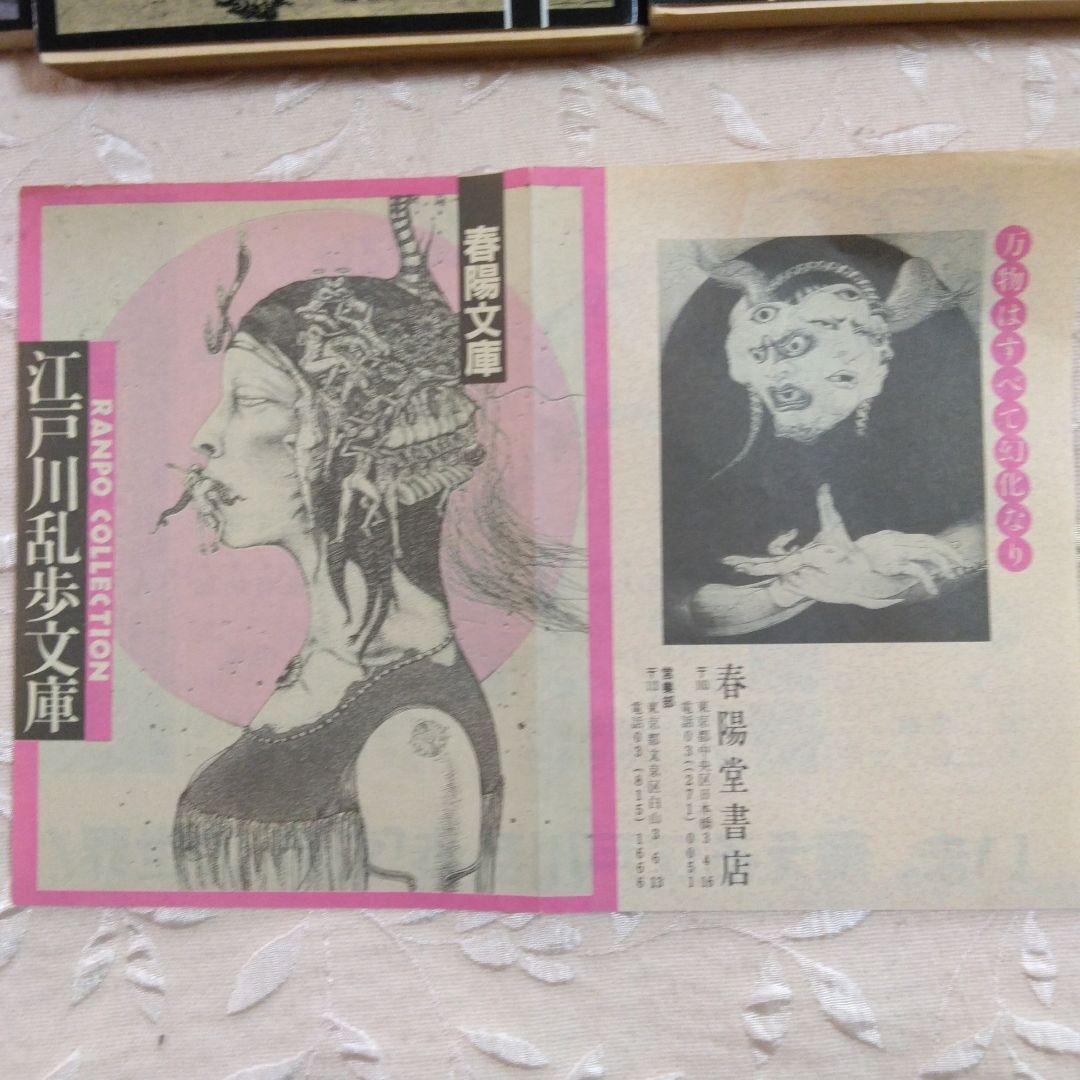 春陽文庫
RANPO COLLECTION
江戸川乱歩文庫
万物はすべて幻化なり
春陽堂書店
〒103 東京都中央区日本橋3 4 16
電話03(271)0051
営業部
〒112 東京都文京区白山3 6 13
電話03(815)1666